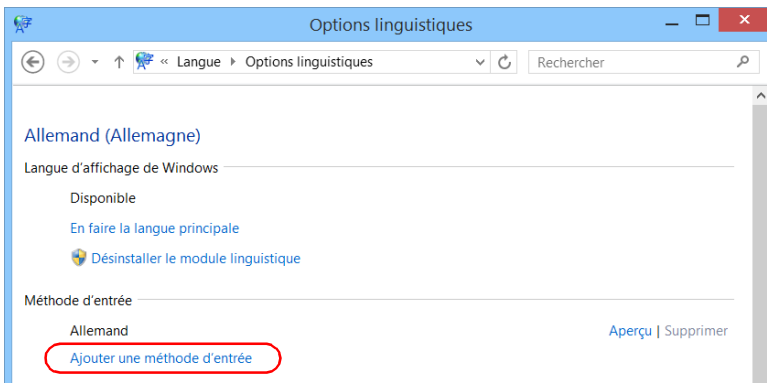 Options linguistiques
« Langue ▸ Options linguistiques
Rechercher
Allemand (Allemagne)
Langue d'affichage de Windows
Disponible
En faire la langue principale
Désinstaller le module linguistique
Méthode d'entrée
Allemand Aperçu | Supprimer
Ajouter une méthode d'entrée